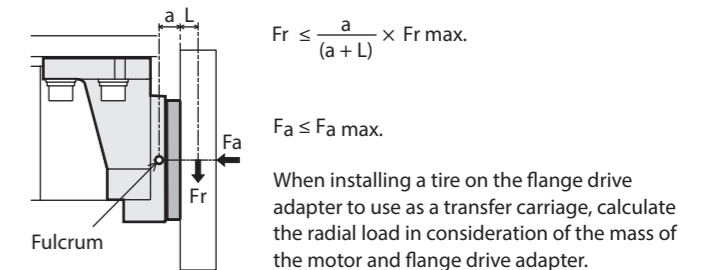 a L
Fr ≤ a/(a + L) × Fr max.
Fa ≤ Fa max.
Fa
Fr
Fulcrum
When installing a tire on the flange drive
adapter to use as a transfer carriage, calculate
the radial load in consideration of the mass of
the motor and flange drive adapter.